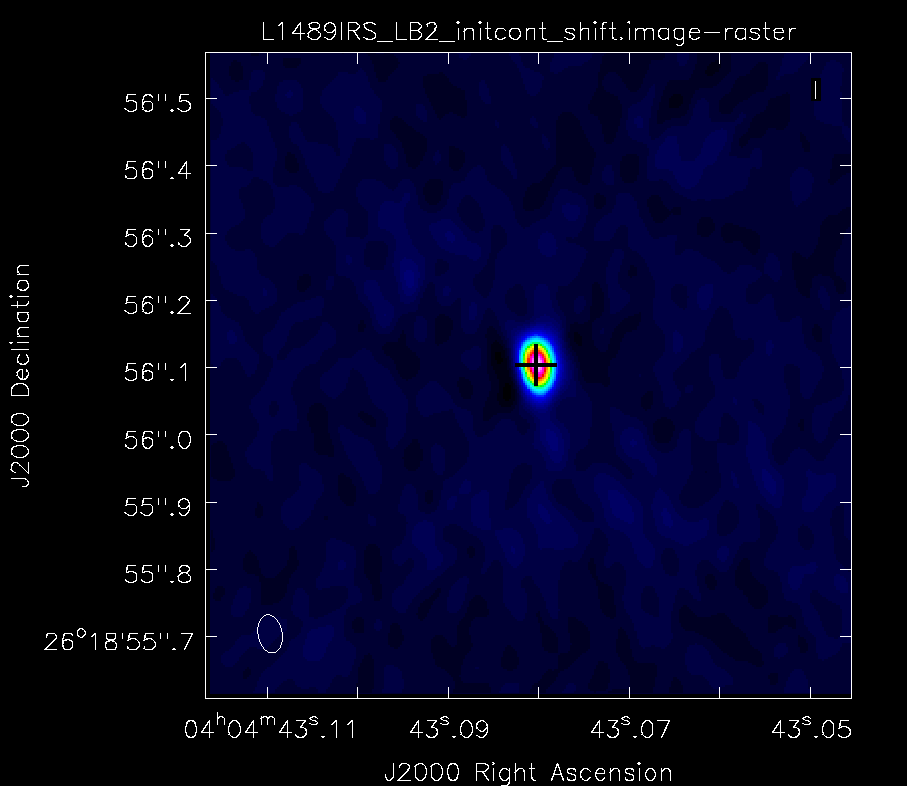 L1489IRS_LB2_initcont_shift.image-raster
I
56".5
56".4
56".3
56".2
56".1
56".0
55".9
55".8
26°18'55".7
J2000 Declination
04ʰ04ᵐ43ˢ.11 43ˢ.09 43ˢ.07 43ˢ.05
J2000 Right Ascension